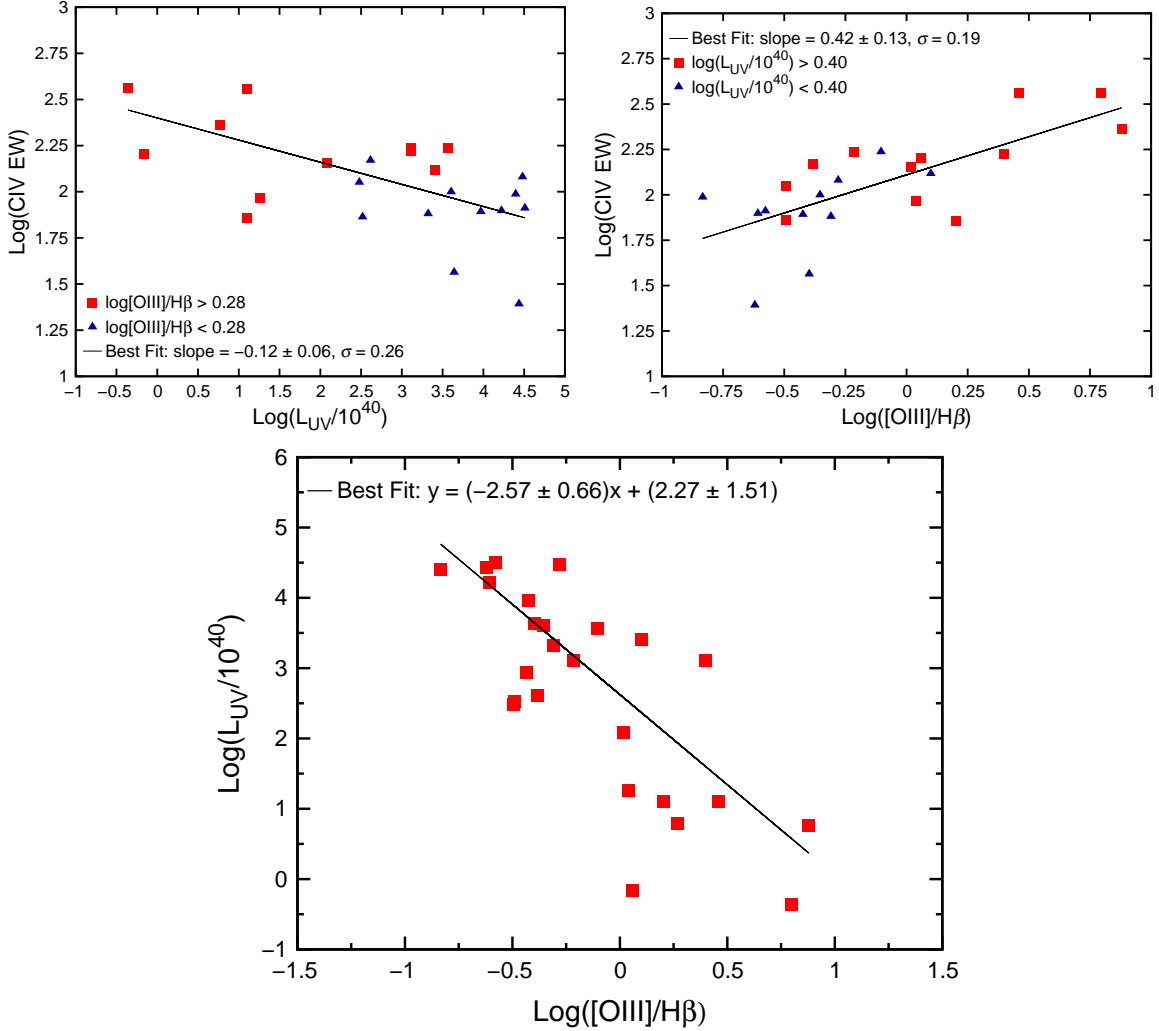 3
2.75
2.5
2.25
2
1.75
1.5
1.25
1
Log(CIV EW)
log[OIII]/Hβ > 0.28
log[OIII]/Hβ < 0.28
Best Fit: slope = −0.12 ± 0.06, σ = 0.26
−1 −0.5 0 0.5 1 1.5 2 2.5 3 3.5 4 4.5 5
Log(L_UV/10^40)
3
2.75
2.5
2.25
2
1.75
1.5
1.25
1
Log(CIV EW)
Best Fit: slope = 0.42 ± 0.13, σ = 0.19
log(L_UV/10^40) > 0.40
log(L_UV/10^40) < 0.40
−1 −0.75 −0.5 −0.25 0 0.25 0.5 0.75 1
Log([OIII]/Hβ)
6
5
4
3
2
1
0
−1
Log(L_UV/10^40)
Best Fit: y = (−2.57 ± 0.66)x + (2.27 ± 1.51)
−1.5 −1 −0.5 0 0.5 1 1.5
Log([OIII]/Hβ)